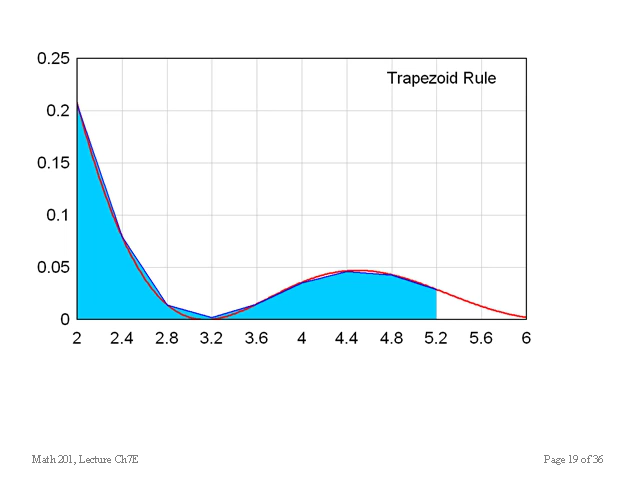 0.25
Trapezoid Rule
0.2
0.15
0.1
0.05
0
2 2.4 2.8 3.2 3.6 4 4.4 4.8 5.2 5.6 6
Math 201, Lecture Ch7E Page 19 of 36